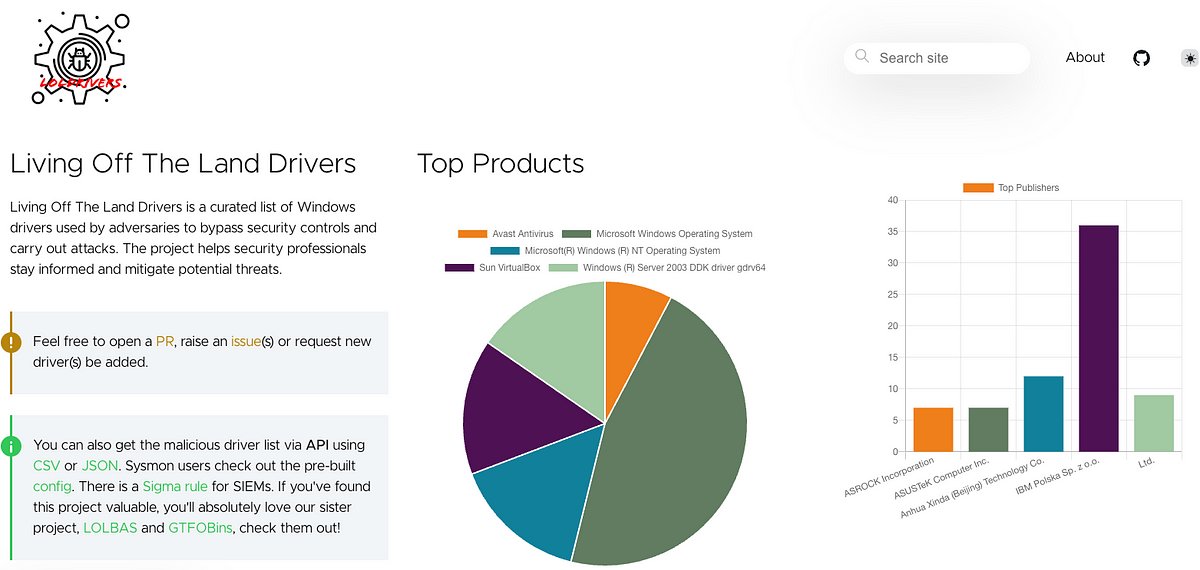 LOLDRIVERS
Search site
About
Living Off The Land Drivers
Living Off The Land Drivers is a curated list of Windows
drivers used by adversaries to bypass security controls and
carry out attacks. The project helps security professionals
stay informed and mitigate potential threats.
Feel free to open a PR, raise an issue(s) or request new
driver(s) be added.
You can also get the malicious driver list via API using
CSV or JSON. Sysmon users check out the pre-built
config. There is a Sigma rule for SIEMs. If you've found
this project valuable, you'll absolutely love our sister
project, LOLBAS and GTFOBins, check them out!
Top Products
Avast Antivirus Microsoft Windows Operating System
Microsoft(R) Windows (R) NT Operating System
Sun VirtualBox Windows (R) Server 2003 DDK driver gdrv64
Top Publishers
40
35
30
25
20
15
10
5
0
ASROCK Incorporation
ASUSTeK Computer Inc.
Anhua Xinda (Beijing) Technology Co.
IBM Polska Sp. z o.o.
Ltd.